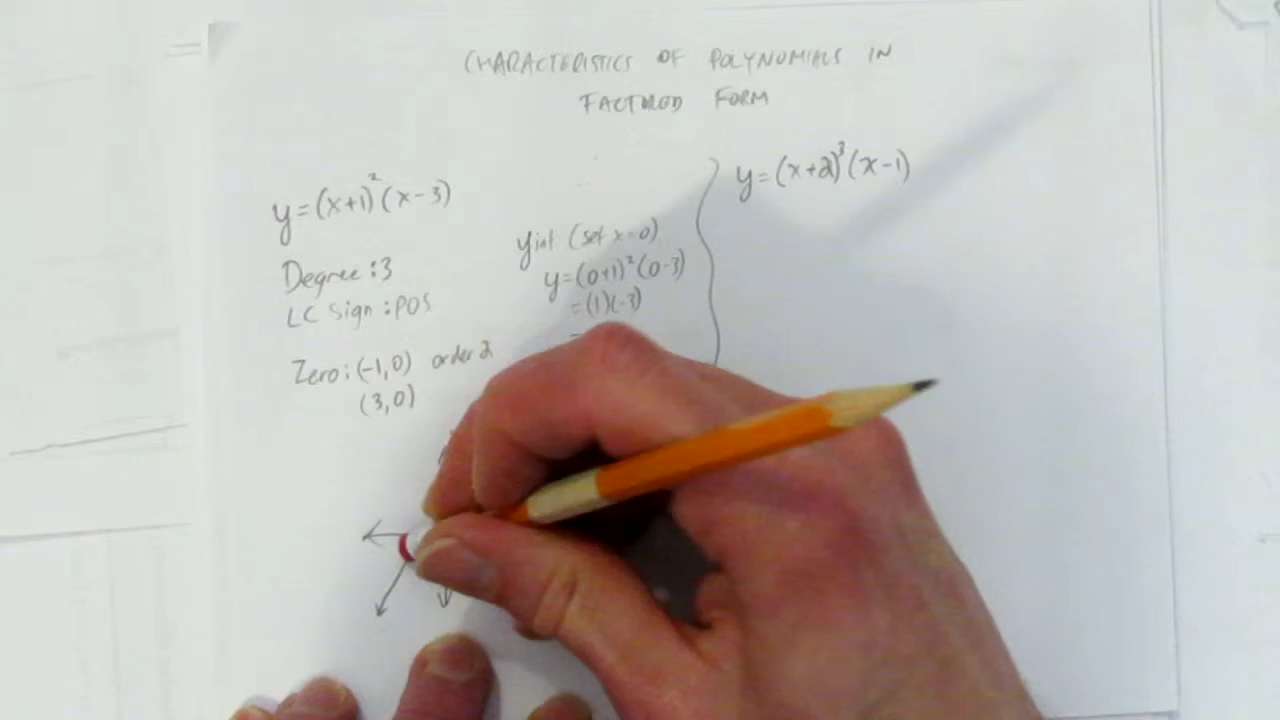 CHARACTERISTICS OF POLYNOMIALS IN
FACTORED FORM
y=(x+1)²(x-3)
Degree:3
LC Sign:POS
Zero:(-1,0) order 2
(3,0)
yint (set x=0)
y=(0+1)²(0-3)
=(1)(-3)
y=(x+2)³(x-1)